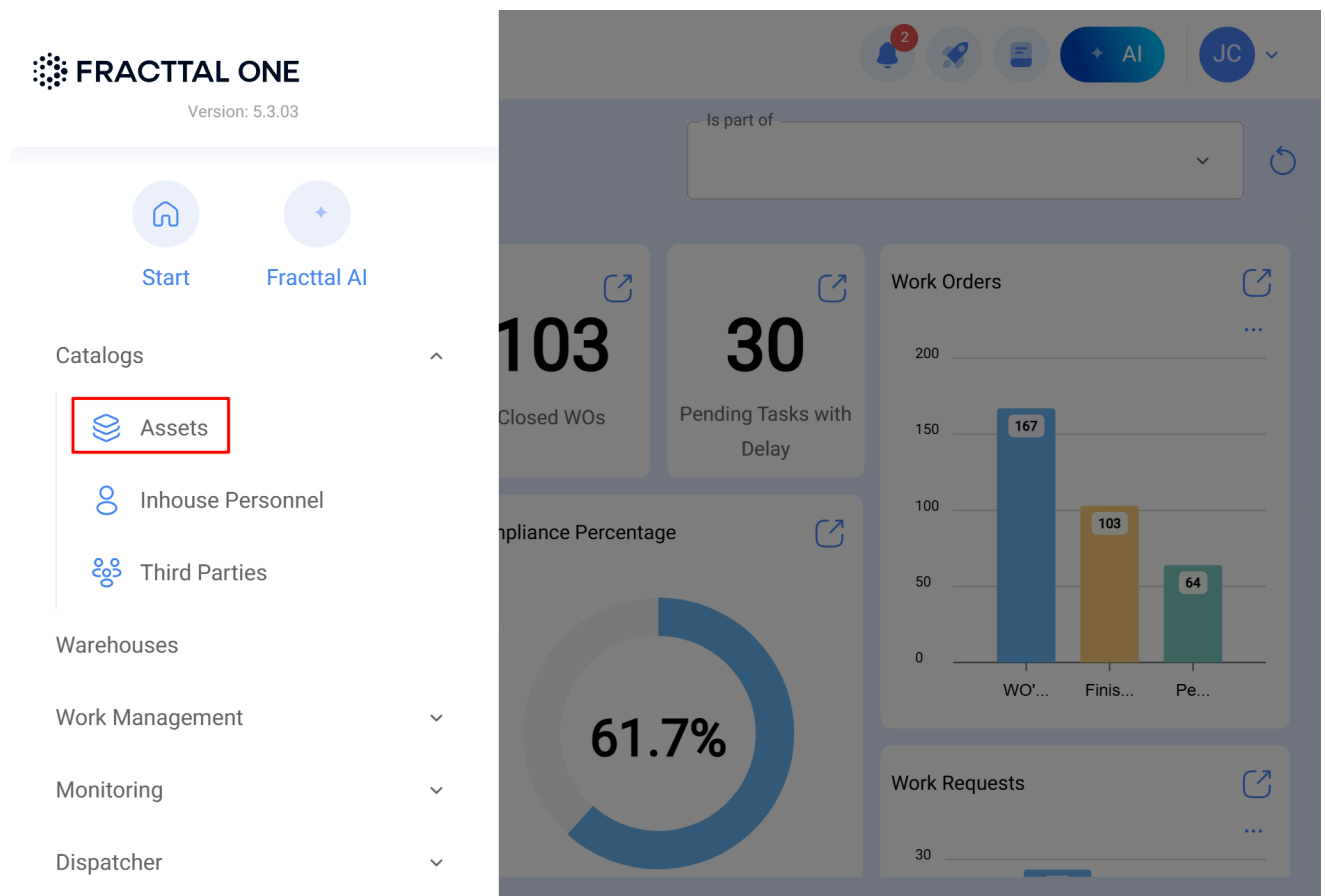 FRACTTAL ONE
Version: 5.3.03
Start
Fracttal AI
Catalogs
Assets
Inhouse Personnel
Third Parties
Warehouses
Work Management
Monitoring
Dispatcher
2
AI
JC
Is part of
103
Closed WOs
30
Pending Tasks with
Delay
Work Orders
200
150
100
50
0
167
103
64
WO'...
Finis...
Pe...
mpliance Percentage
61.7%
Work Requests
30